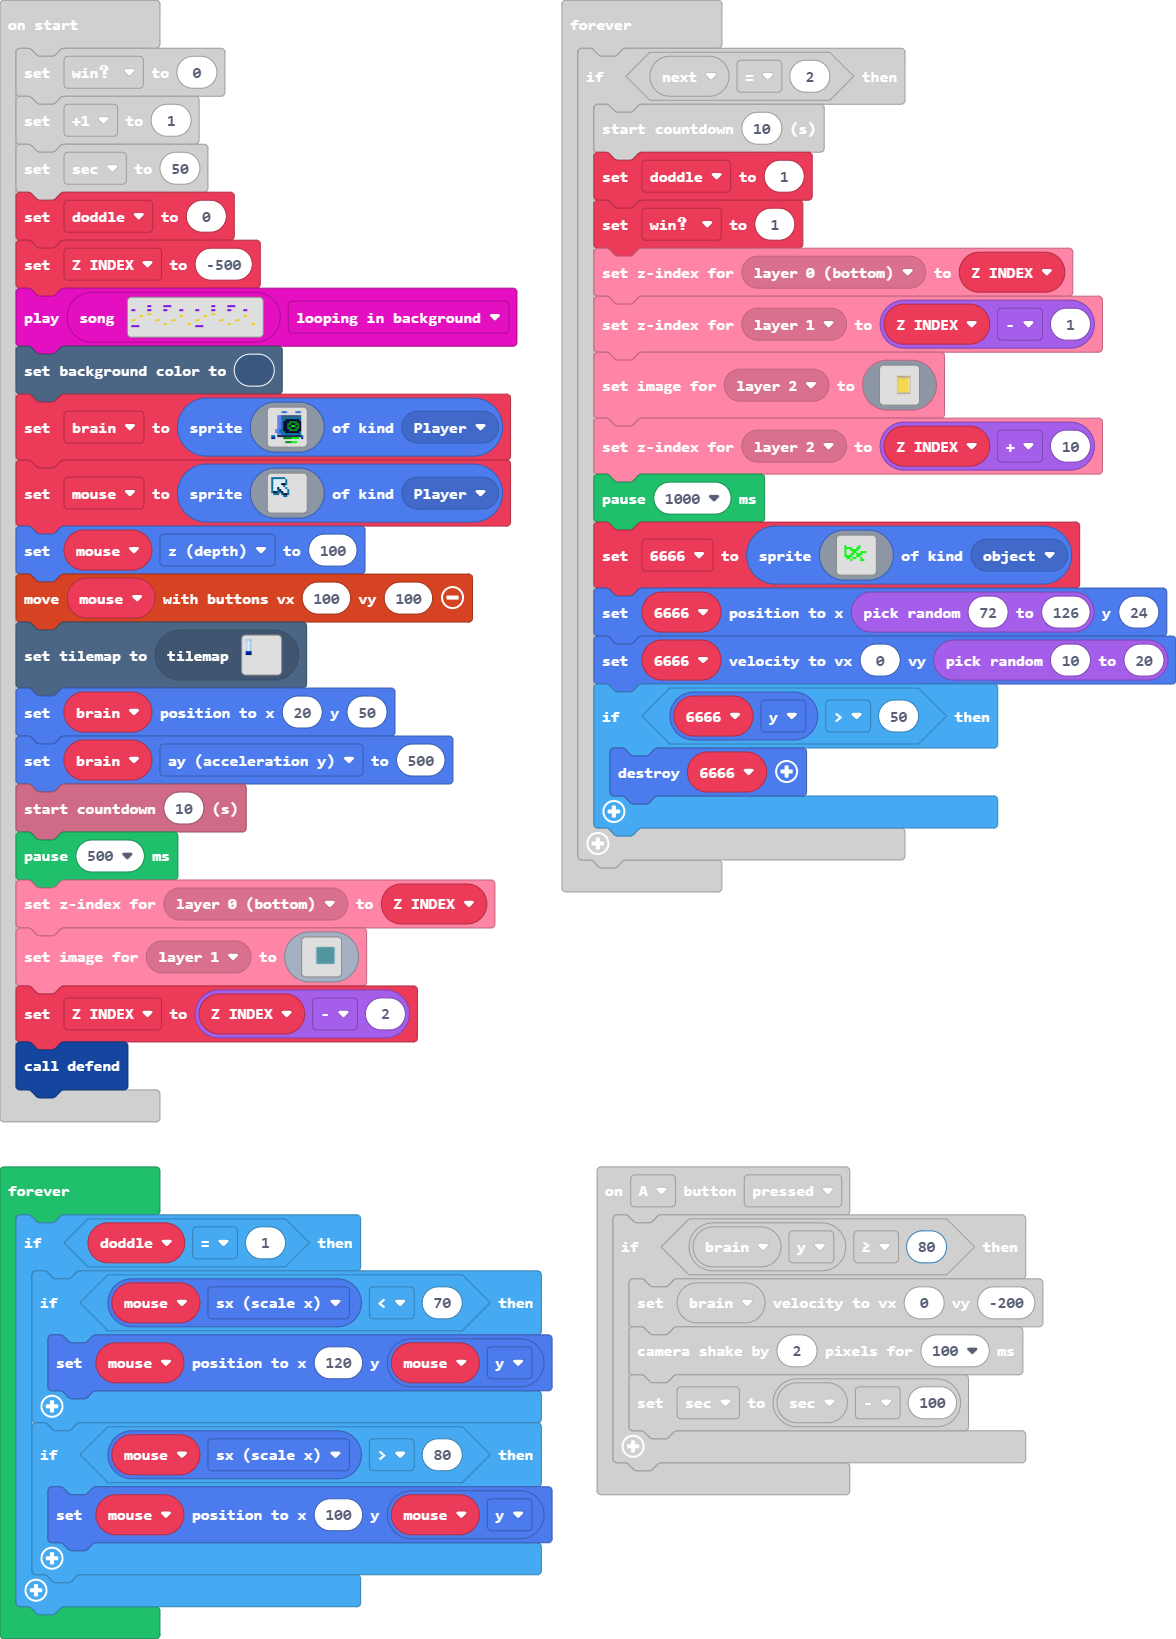 on start
set win? to 0
set +1 to 1
set sec to 50
set doddle to 0
set Z INDEX to -500
play song looping in background
set background color to
set brain to sprite of kind Player
set mouse to sprite of kind Player
set mouse z (depth) to 100
move mouse with buttons vx 100 vy 100
set tilemap to tilemap
set brain position to x 20 y 50
set brain ay (acceleration y) to 500
start countdown 10 (s)
pause 500 ms
set z-index for layer 0 (bottom) to Z INDEX
set image for layer 1 to
set Z INDEX to Z INDEX - 2
call defend
forever
if next = 2 then
start countdown 10 (s)
set doddle to 1
set win? to 1
set z-index for layer 0 (bottom) to Z INDEX
set z-index for layer 1 to Z INDEX - 1
set image for layer 2 to
set z-index for layer 2 to Z INDEX + 10
pause 1000 ms
set 6666 to sprite of kind object
set 6666 position to x pick random 72 to 126 y 24
set 6666 velocity to vx 0 vy pick random 10 to 20
if 6666 y > 50 then
destroy 6666
forever
if doddle = 1 then
if mouse sx (scale x) < 70 then
set mouse position to x 120 y mouse y
if mouse sx (scale x) > 80 then
set mouse position to x 100 y mouse y
on A button pressed
if brain y ≥ 80 then
set brain velocity to vx 0 vy -200
camera shake by 2 pixels for 100 ms
set sec to sec - 100